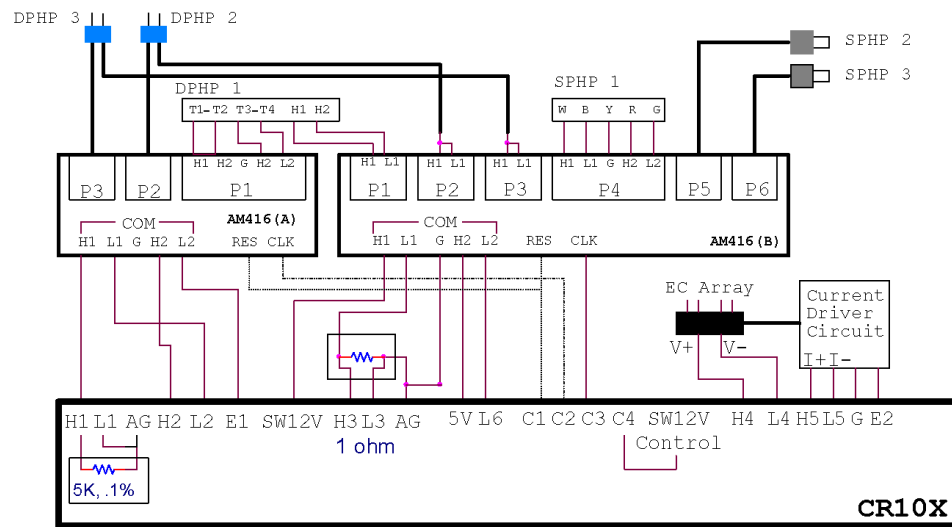 DPHP 3
DPHP 2
SPHP 2
SPHP 3
DPHP 1
SPHP 1
T1-T2 T3-T4 H1 H2
W B Y R G
H1 H2 G H2 L2
H1 L1
H1 L1
H1 L1
H1 L1 G H2 L2
P3 P2 P1
P1 P2 P3 P4 P5 P6
AM416(A)
COM
H1 L1 G H2 L2 RES CLK
COM
H1 L1 G H2 L2 RES CLK
AM416(B)
EC Array
V+ V-
Current
Driver
Circuit
I+I-
H1 L1 AG H2 L2 E1 SW12V H3 L3 AG 5V L6 C1 C2 C3 C4 SW12V H4 L4 H5 L5 G E2
1 ohm
Control
5K, .1%
CR10X